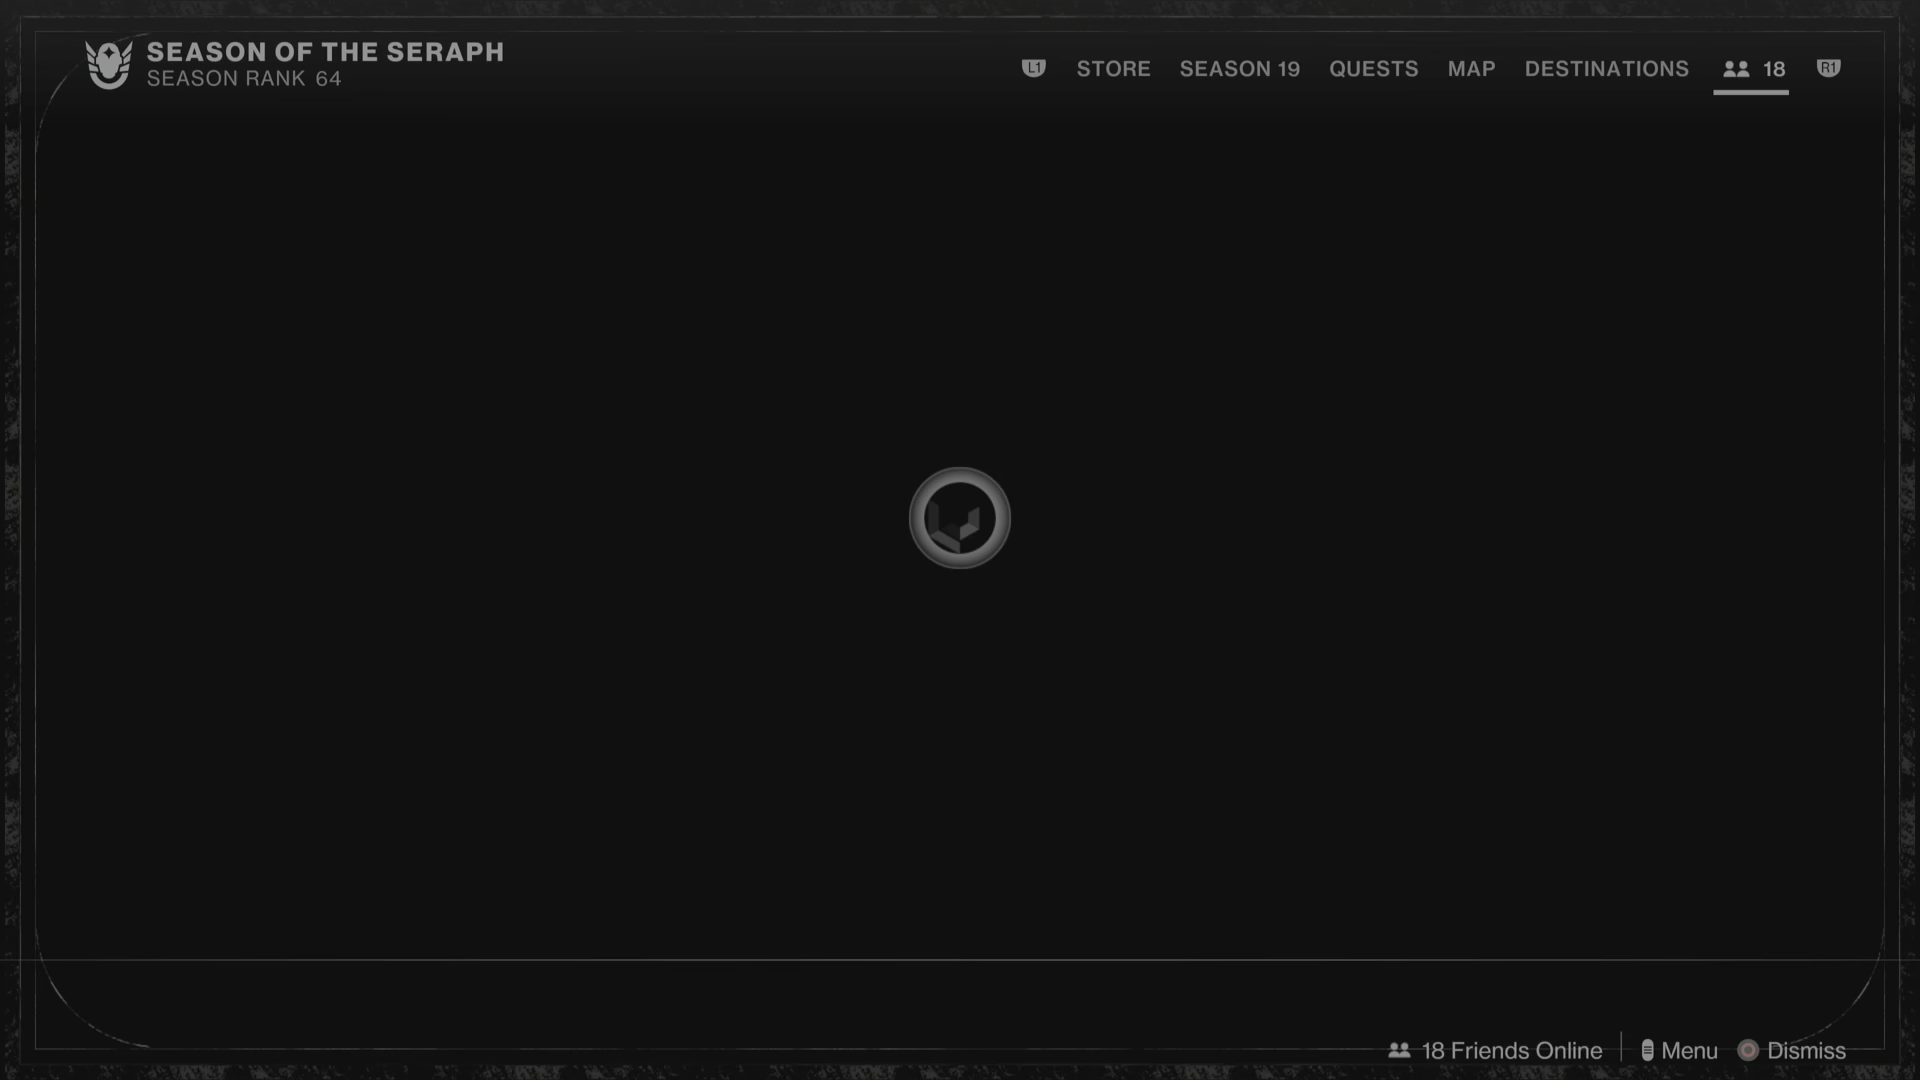 SEASON OF THE SERAPH
SEASON RANK 64
L1 STORE SEASON 19 QUESTS MAP DESTINATIONS 18 R1
18 Friends Online Menu Dismiss